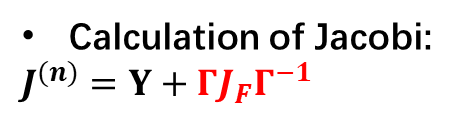 • Calculation of Jacobi:
J⁽ⁿ⁾ = Y + ΓJ_FΓ⁻¹